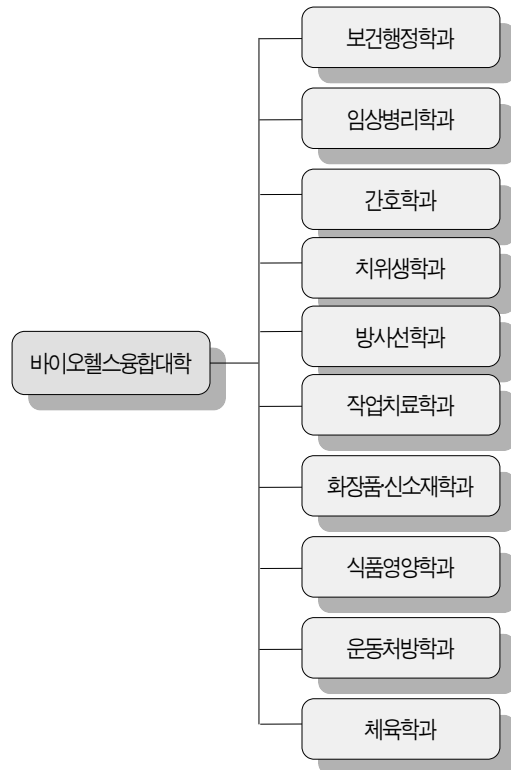 보건행정학과
임상병리학과
간호학과
치위생학과
방사선학과
바이오헬스융합대학
작업치료학과
화장품·신소재학과
식품영양학과
운동처방학과
체육학과